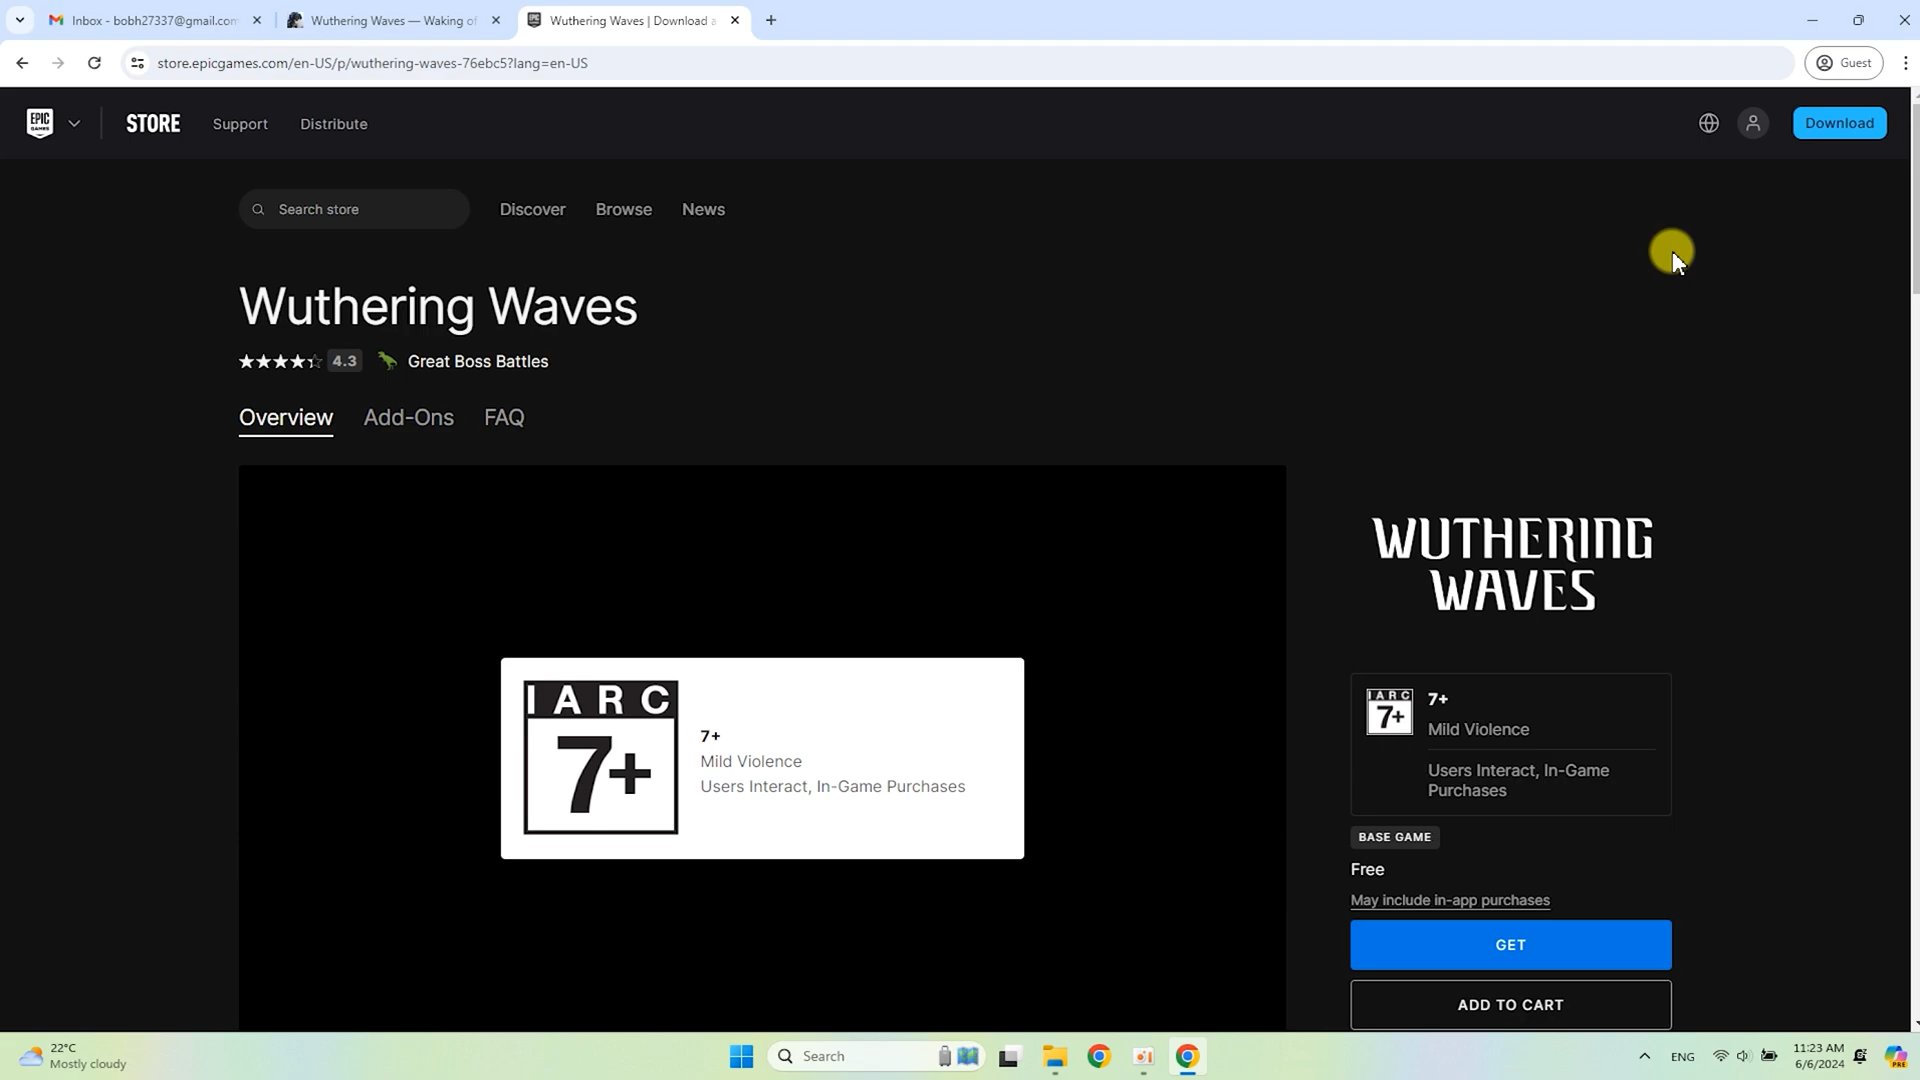 Inbox - bobh27337@gmail.com
Wuthering Waves — Waking of
Wuthering Waves | Download a
store.epicgames.com/en-US/p/wuthering-waves-76ebc5?lang=en-US
Guest
EPIC
GAMES
STORE
Support
Distribute
Download
Search store
Discover
Browse
News
Wuthering Waves
4.3
Great Boss Battles
Overview
Add-Ons
FAQ
IARC
7+
7+
Mild Violence
Users Interact, In-Game Purchases
WUTHERING
WAVES
IARC
7+
7+
Mild Violence
Users Interact, In-Game
Purchases
BASE GAME
Free
May include in-app purchases
GET
ADD TO CART
22°C
Mostly cloudy
Search
ENG
11:23 AM
6/6/2024
PRE